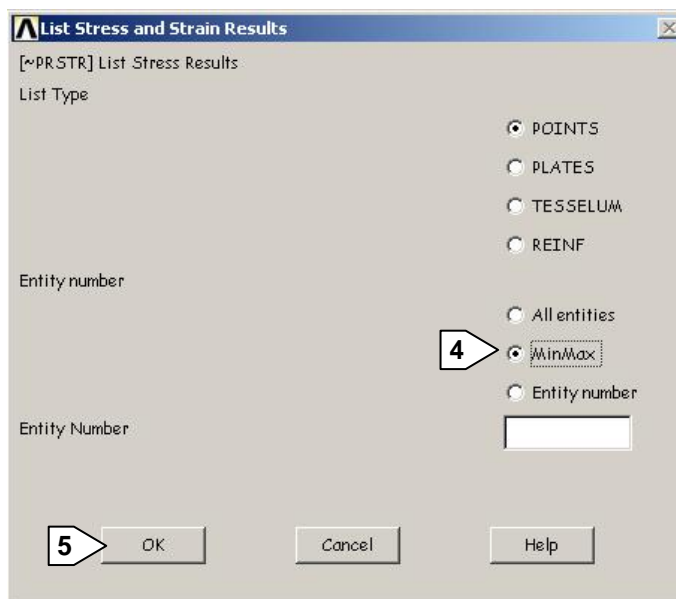 List Stress and Strain Results
[~PRSTR] List Stress Results
List Type
POINTS
PLATES
TESSELUM
REINF
Entity number
All entities
4
MinMax
Entity number
Entity Number
5
OK
Cancel
Help